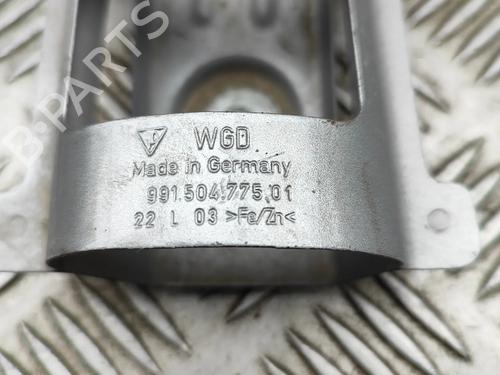 WGD
Made in Germany
991.504.775.01
22 L 03 >Fe/Zn<
B-PARTS